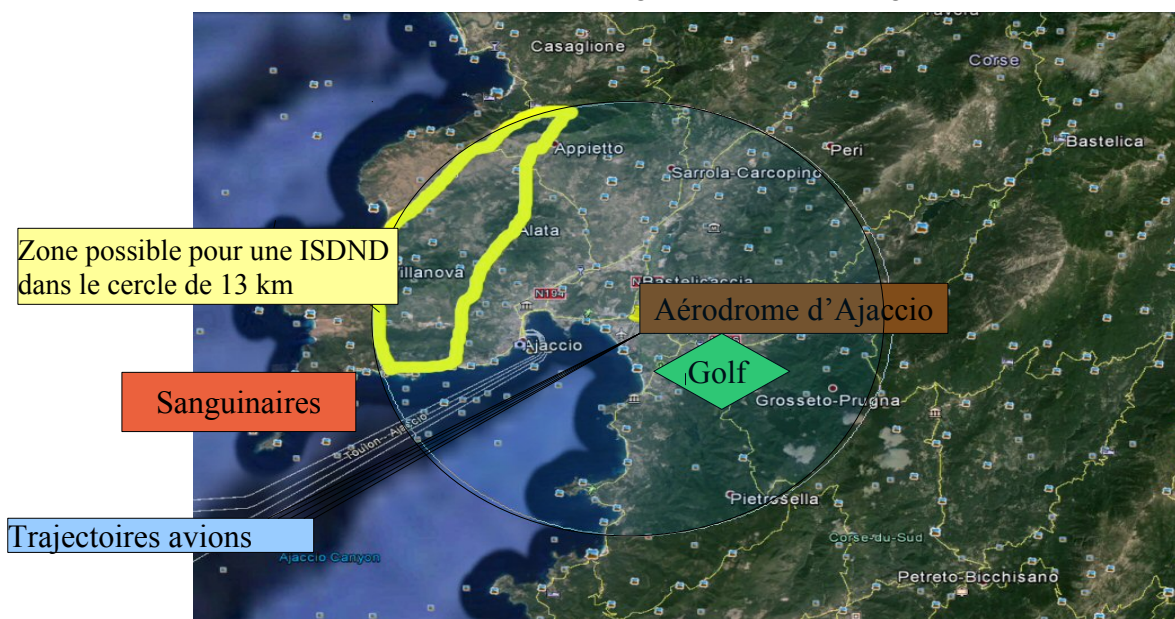 Tavera
Casaglione
Corse
Bastelica
Appietto
Peri
Sarrola-Carcopino
Zone possible pour une ISDND
dans le cercle de 13 km
Alata
Villanova
Bastelicaccia
N194
Aérodrome d’Ajaccio
Ajaccio
Golf
Sanguinaires
Grosseto-Prugna
Toulon - Ajaccio
Pietrosella
Trajectoires avions
Corse-du-Sud
Ajaccio Canyon
Petreto-Bicchisano